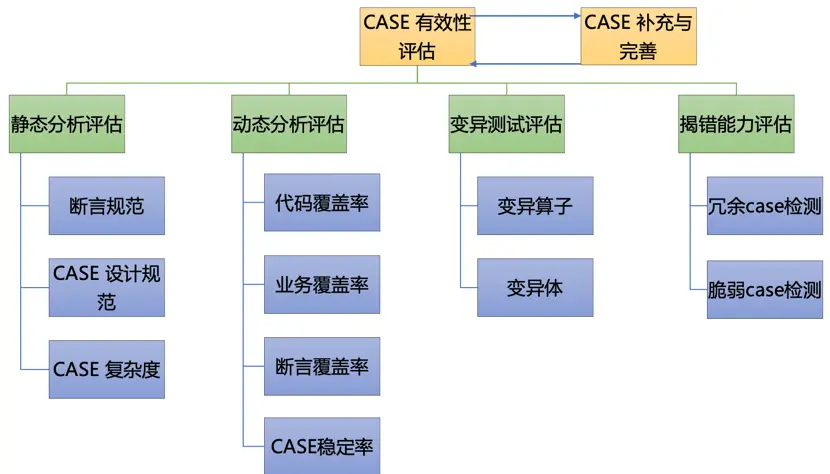 CASE 有效性
评估
CASE 补充与
完善
静态分析评估
动态分析评估
变异测试评估
揭错能力评估
断言规范
CASE 设计规
范
CASE 复杂度
代码覆盖率
业务覆盖率
断言覆盖率
CASE稳定率
变异算子
变异体
冗余case检测
脆弱case检测